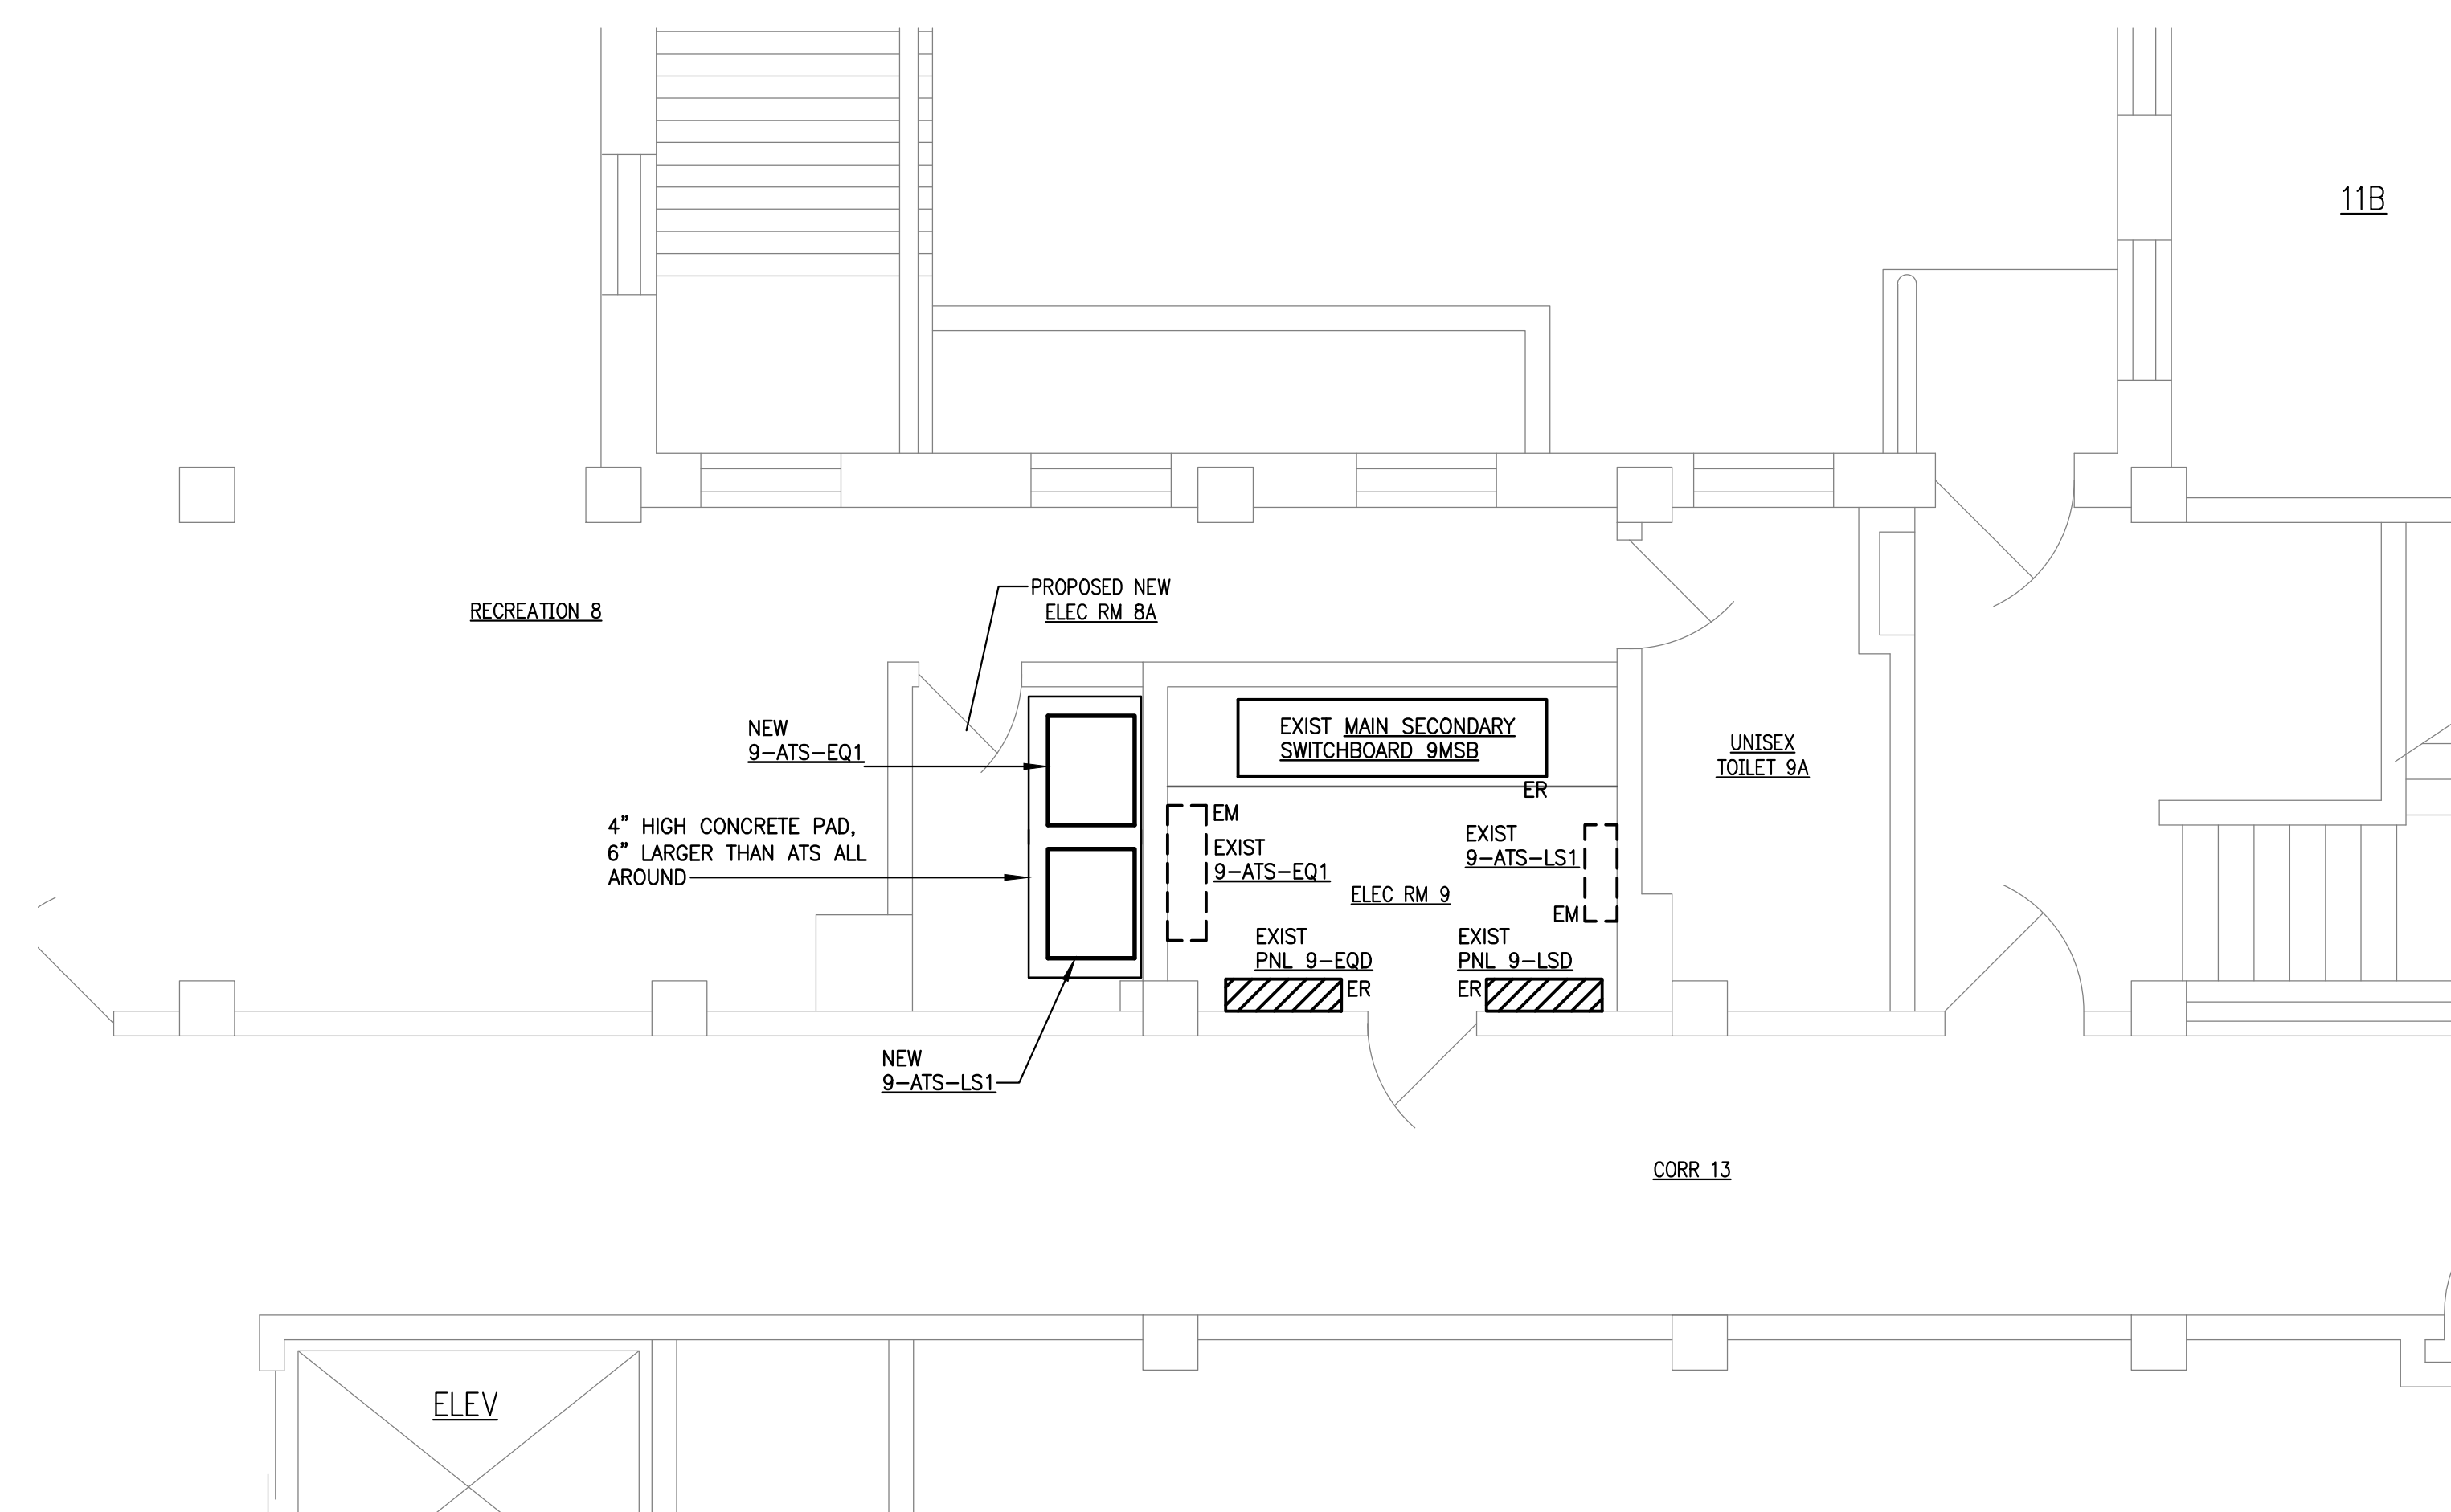 11B
PROPOSED NEW
ELEC RM 8A
RECREATION 8
NEW
9-ATS-EQ1
EXIST MAIN SECONDARY
SWITCHBOARD 9MSB
ER
UNISEX
TOILET 9A
4" HIGH CONCRETE PAD,
6" LARGER THAN ATS ALL
AROUND
EM
EXIST
9-ATS-EQ1
EXIST
9-ATS-LS1
EM
ELEC RM 9
EXIST
PNL 9-EQD
ER
EXIST
PNL 9-LSD
ER
NEW
9-ATS-LS1
CORR 13
ELEV